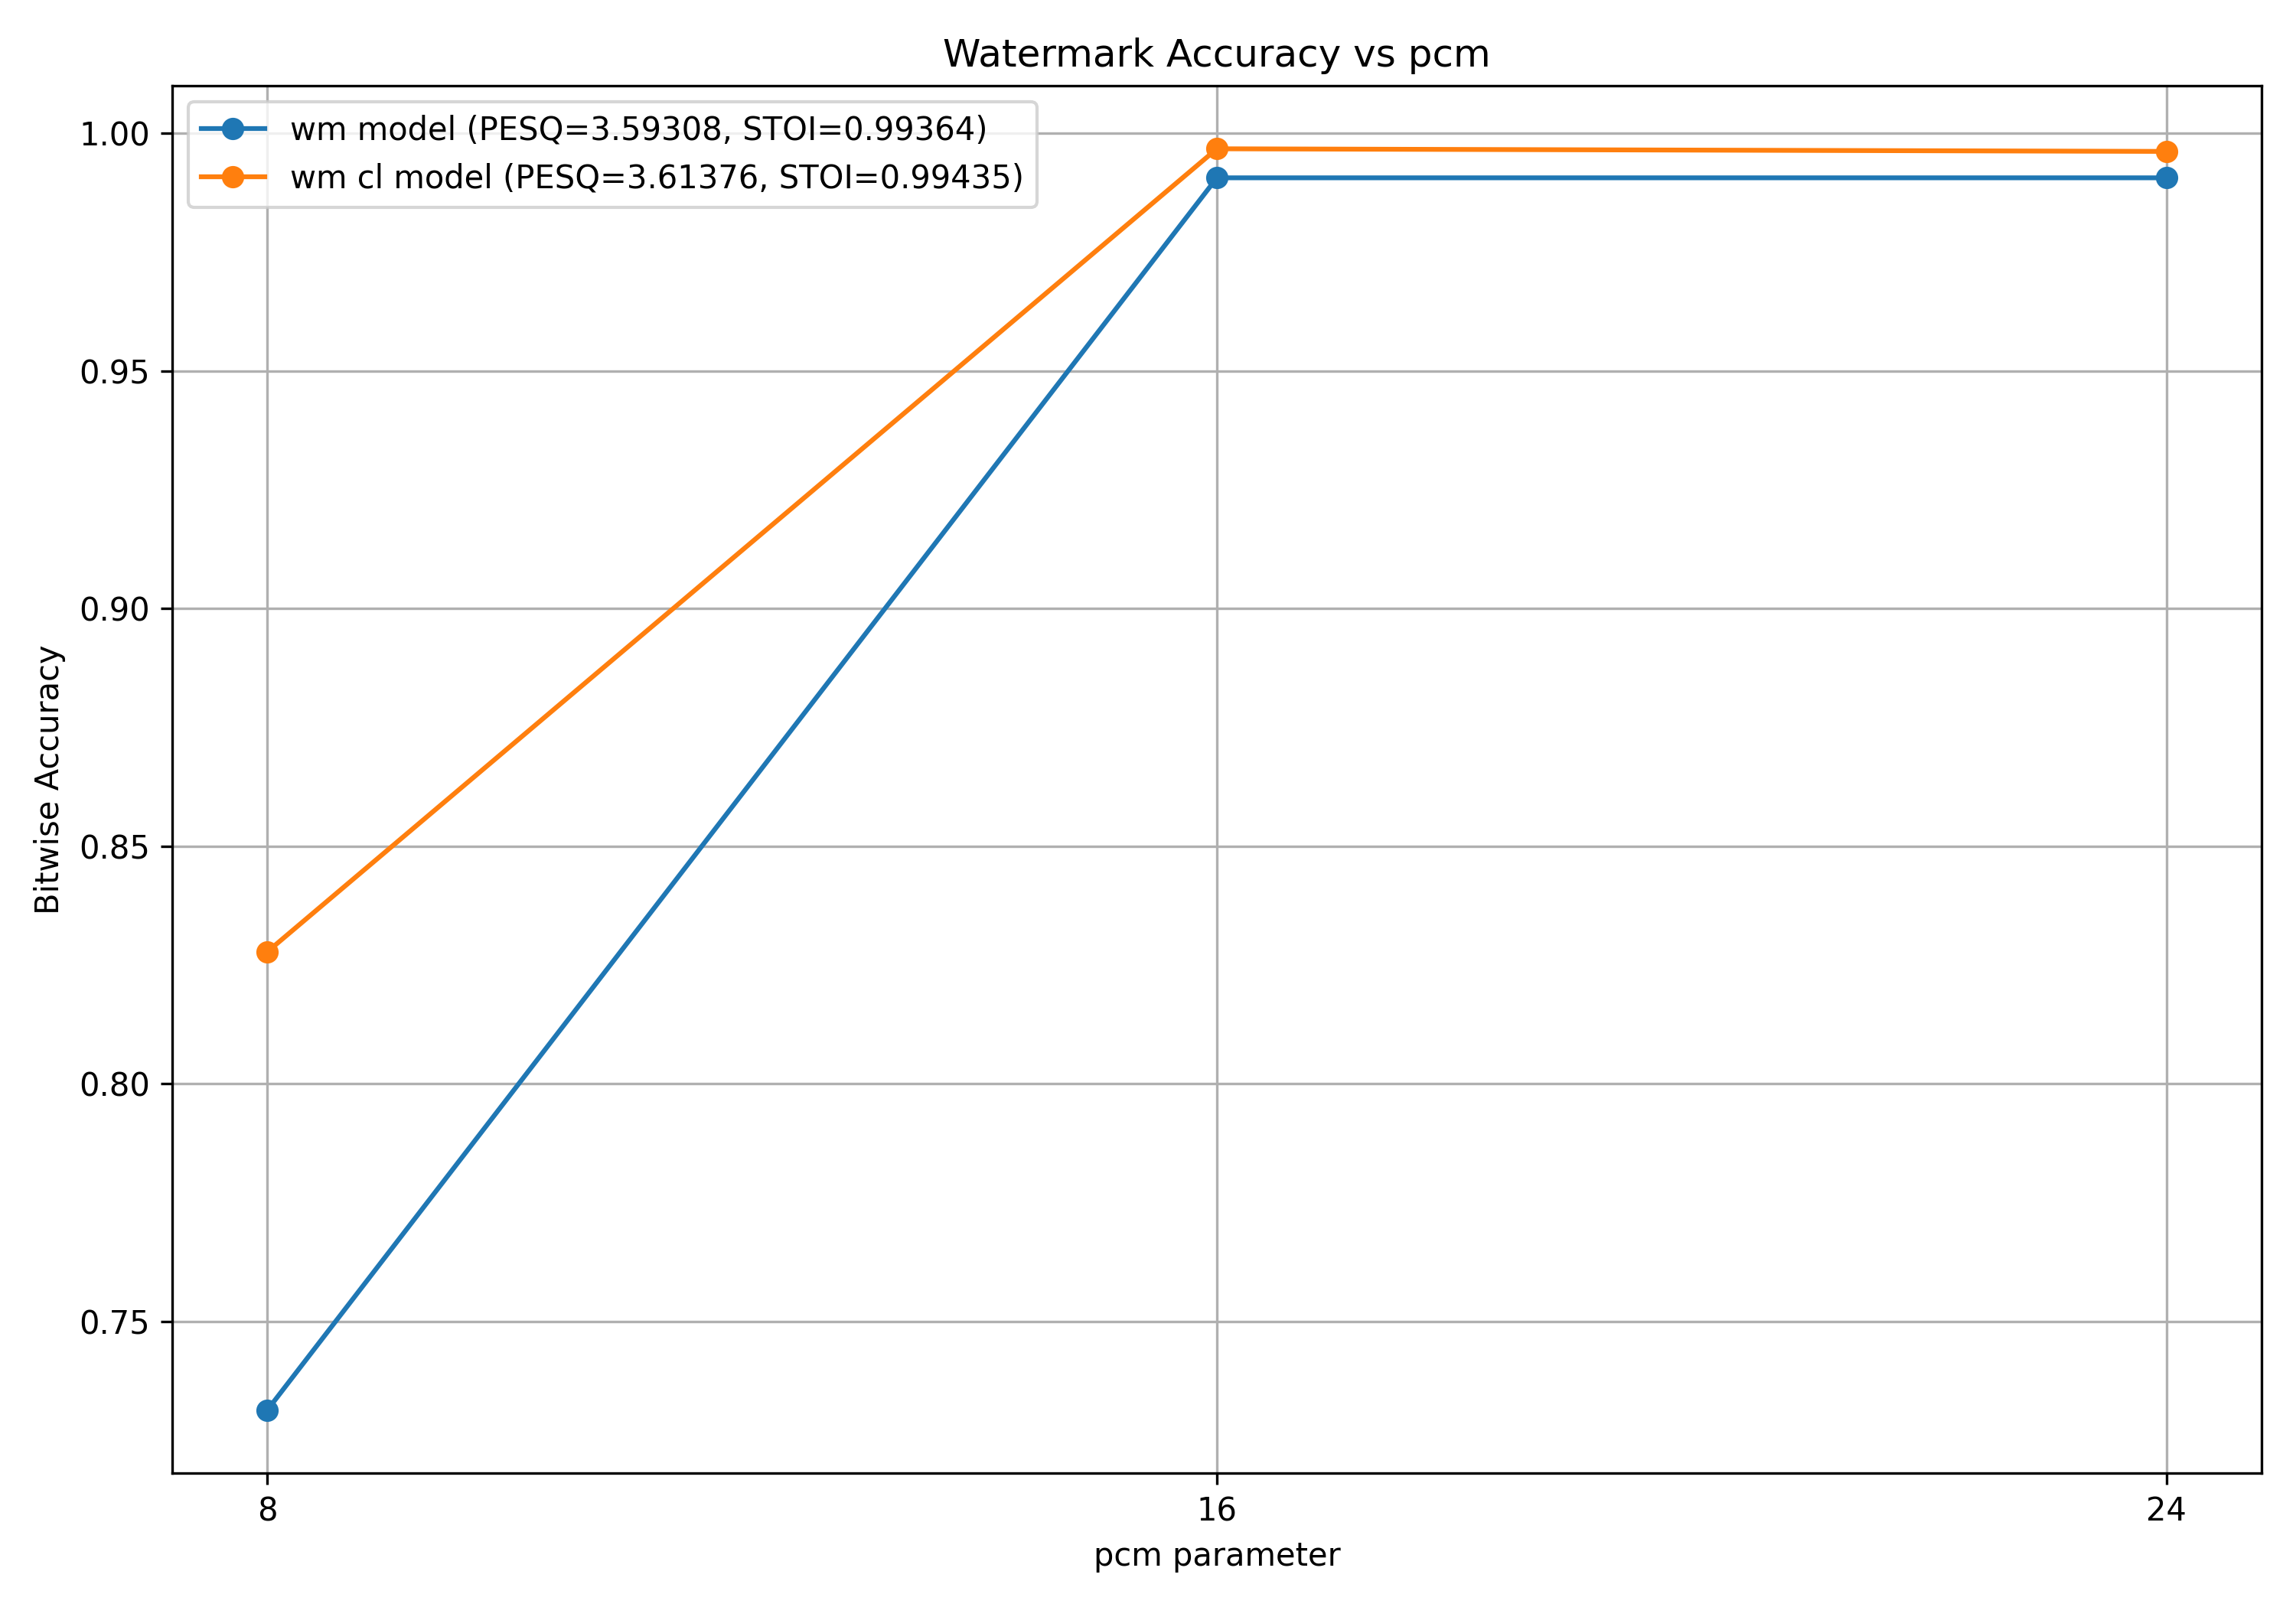 Watermark Accuracy vs pcm
wm model (PESQ=3.59308, STOI=0.99364)
wm cl model (PESQ=3.61376, STOI=0.99435)
1.00
0.95
0.90
0.85
0.80
0.75
Bitwise Accuracy
8
16
24
pcm parameter